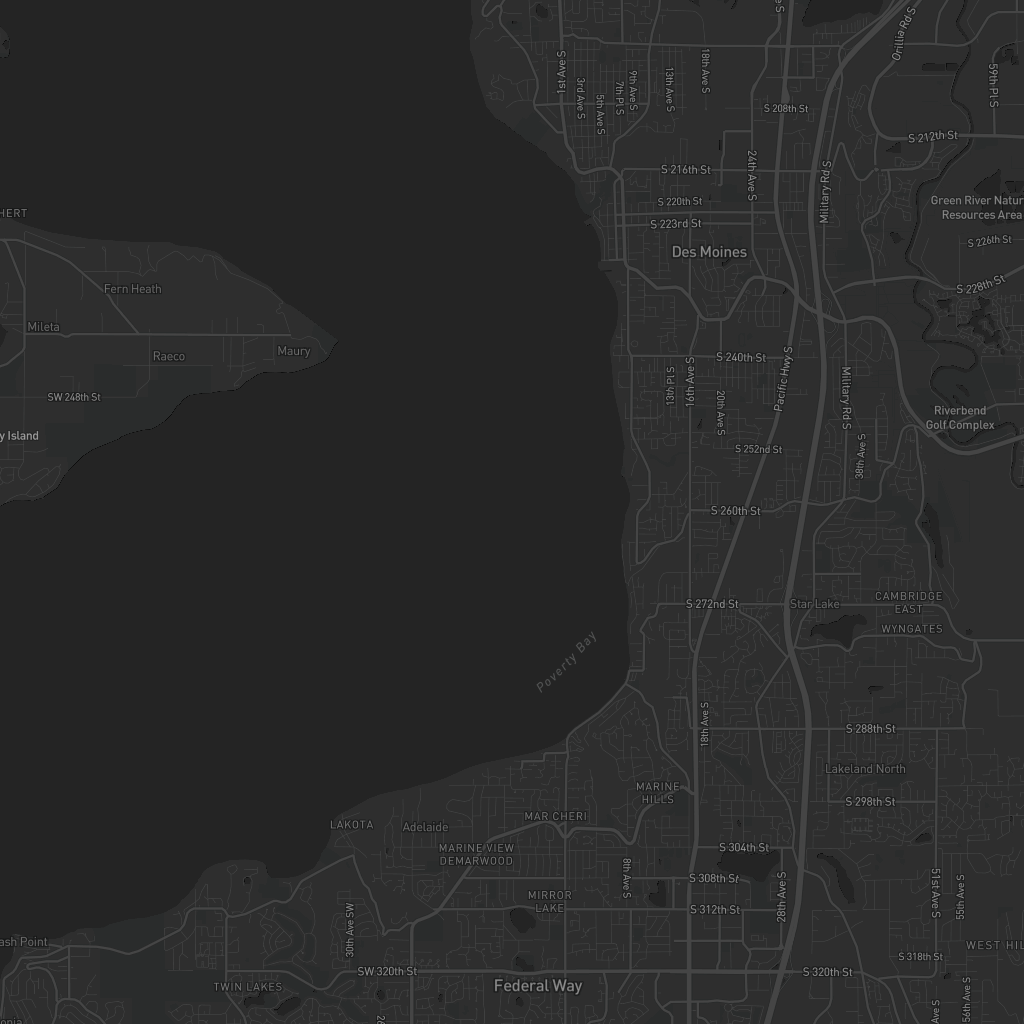 Orillia Rd S
1st Ave S
18th Ave S
9th Ave S
13th Ave S
7th Pl S
3rd Ave S
5th Ave S
59th Pl S
S 208th St
S 212th St
S 216th St
24th Ave S
Military Rd S
S 220th St
S 223rd St
Green River Natur
Resources Area
S 226th St
Des Moines
S 228th St
HERT
Fern Heath
Mileta
Raeco
Maury
SW 248th St
y Island
S 240th St
13th Pl S
16th Ave S
20th Ave S
Pacific Hwy S
Military Rd S
Riverbend
Golf Complex
38th Ave S
S 252nd St
S 260th St
S 272nd St
Star Lake
CAMBRIDGE
EAST
WYNGATES
Poverty Bay
18th Ave S
S 288th St
Lakeland North
MARINE
HILLS
S 298th St
MAR CHERI
LAKOTA
Adelaide
MARINE VIEW
DEMARWOOD
S 304th St
8th Ave S
S 308th St
28th Ave S
51st Ave S
55th Ave S
MIRROR
LAKE
S 312th St
30th Ave SW
ash Point
WEST HIL
S 318th St
SW 320th St
S 320th St
TWIN LAKES
Federal Way
56th Ave S
Ave S